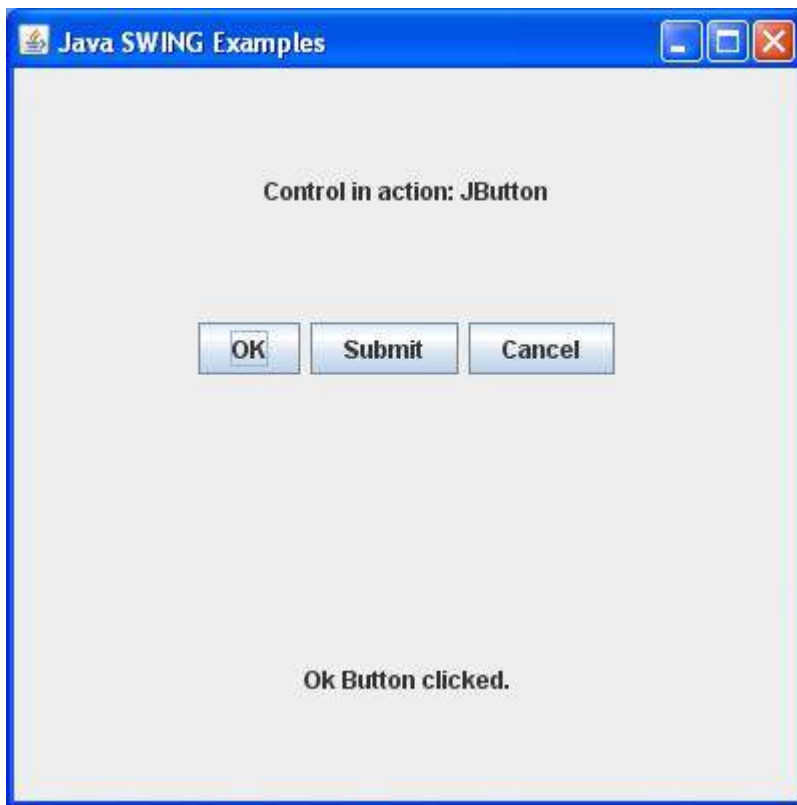 Java SWING Examples
Control in action: JButton
OK Submit Cancel
Ok Button clicked.